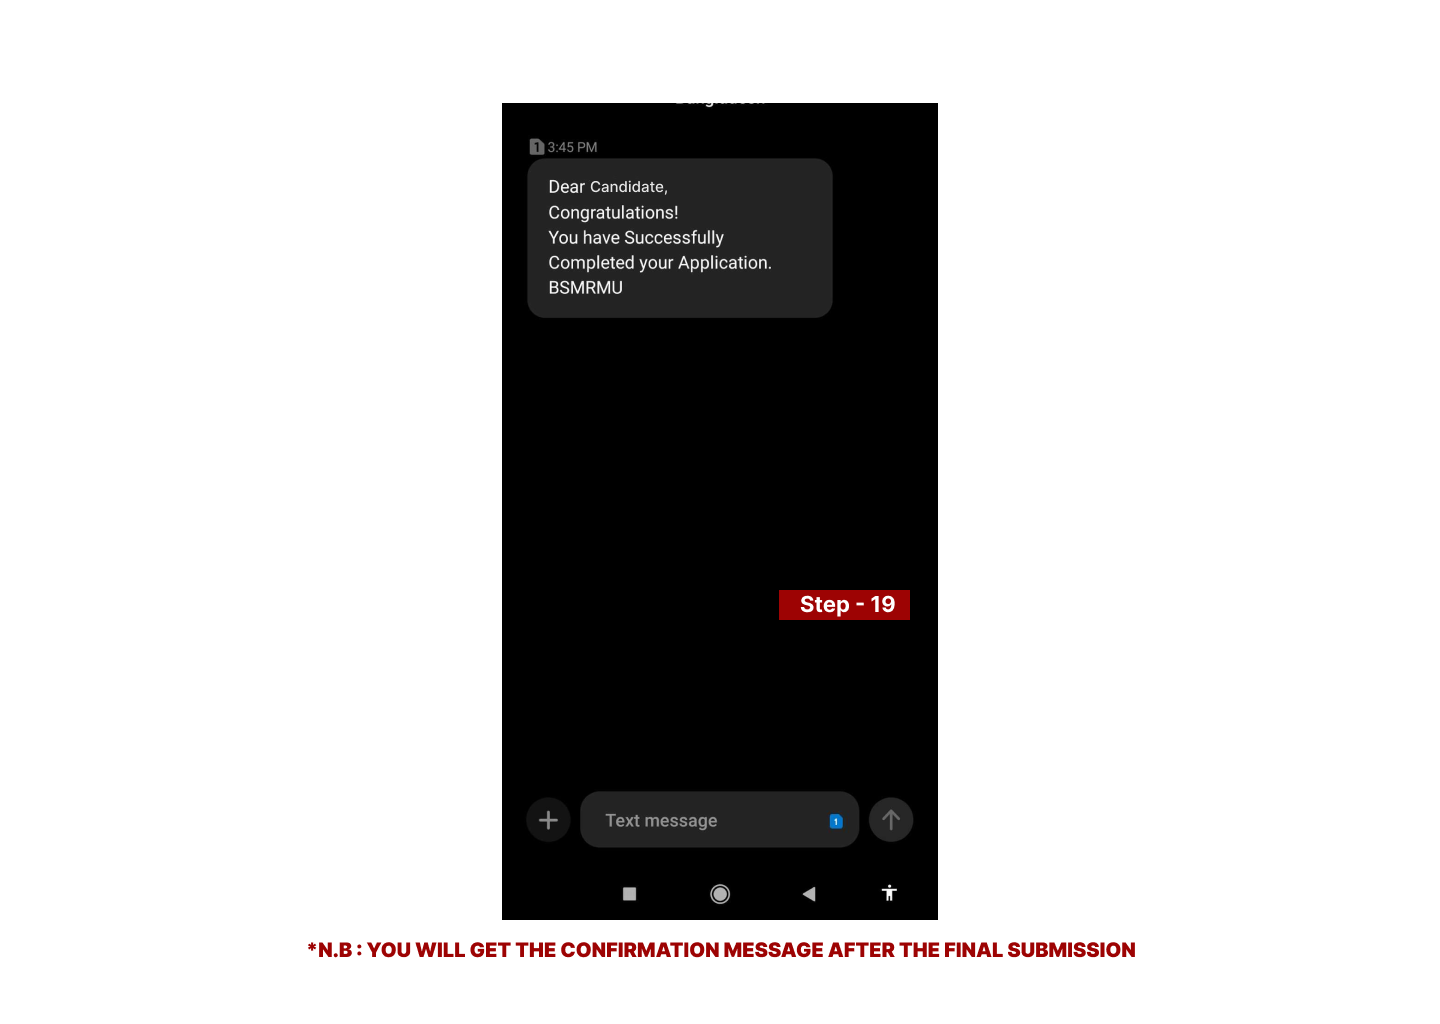 1 3:45 PM
Dear Candidate,
Congratulations!
You have Successfully
Completed your Application.
BSMRMU
Step - 19
Text message
1
*N.B : YOU WILL GET THE CONFIRMATION MESSAGE AFTER THE FINAL SUBMISSION